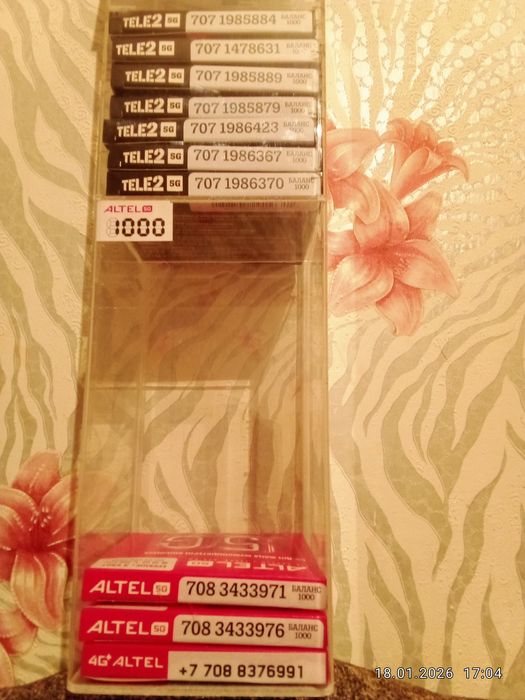 TELE2 5G 707 1985884 БАЛАНС 1000
TELE2 5G 707 1478631 БАЛАНС
TELE2 5G 707 1985889 БАЛАНС 1000
TELE2 5G 707 1985879 БАЛАНС 1000
TELE2 5G 707 1986423 БАЛАНС
TELE2 5G 707 1986367 БАЛАНС 1000
TELE2 5G 707 1986370 БАЛАНС 1000
ALTEL 5G
1000
5G
ALTEL 5G
ALTEL 5G 708 3433971 БАЛАНС 1000
ALTEL 5G 708 3433976 БАЛАНС 1000
4G+ ALTEL +7 708 8376991
18.01.2026 17:04